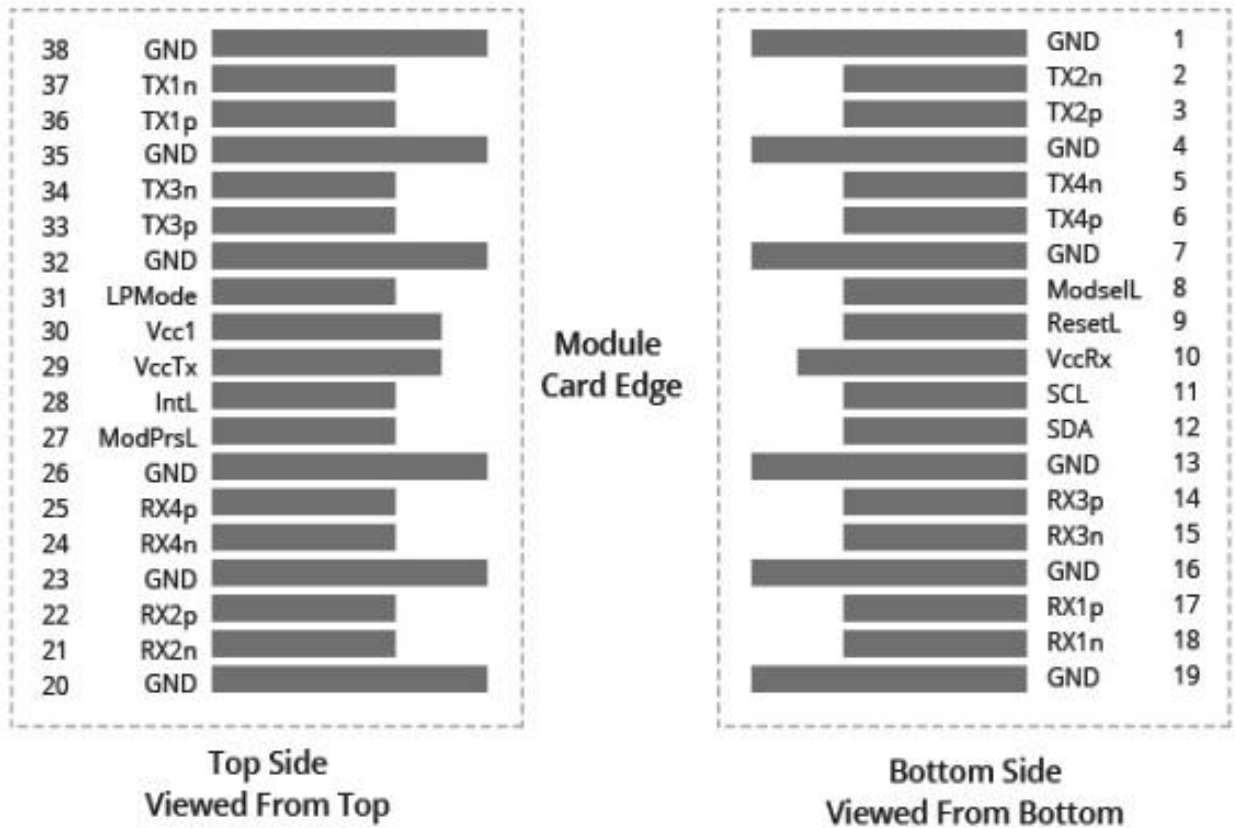 38 GND
37 TX1n
36 TX1p
35 GND
34 TX3n
33 TX3p
32 GND
31 LPMode
30 Vcc1
29 VccTx
28 IntL
27 ModPrsL
26 GND
25 RX4p
24 RX4n
23 GND
22 RX2p
21 RX2n
20 GND
Top Side
Viewed From Top
Module
Card Edge
GND 1
TX2n 2
TX2p 3
GND 4
TX4n 5
TX4p 6
GND 7
ModselL 8
ResetL 9
VccRx 10
SCL 11
SDA 12
GND 13
RX3p 14
RX3n 15
GND 16
RX1p 17
RX1n 18
GND 19
Bottom Side
Viewed From Bottom